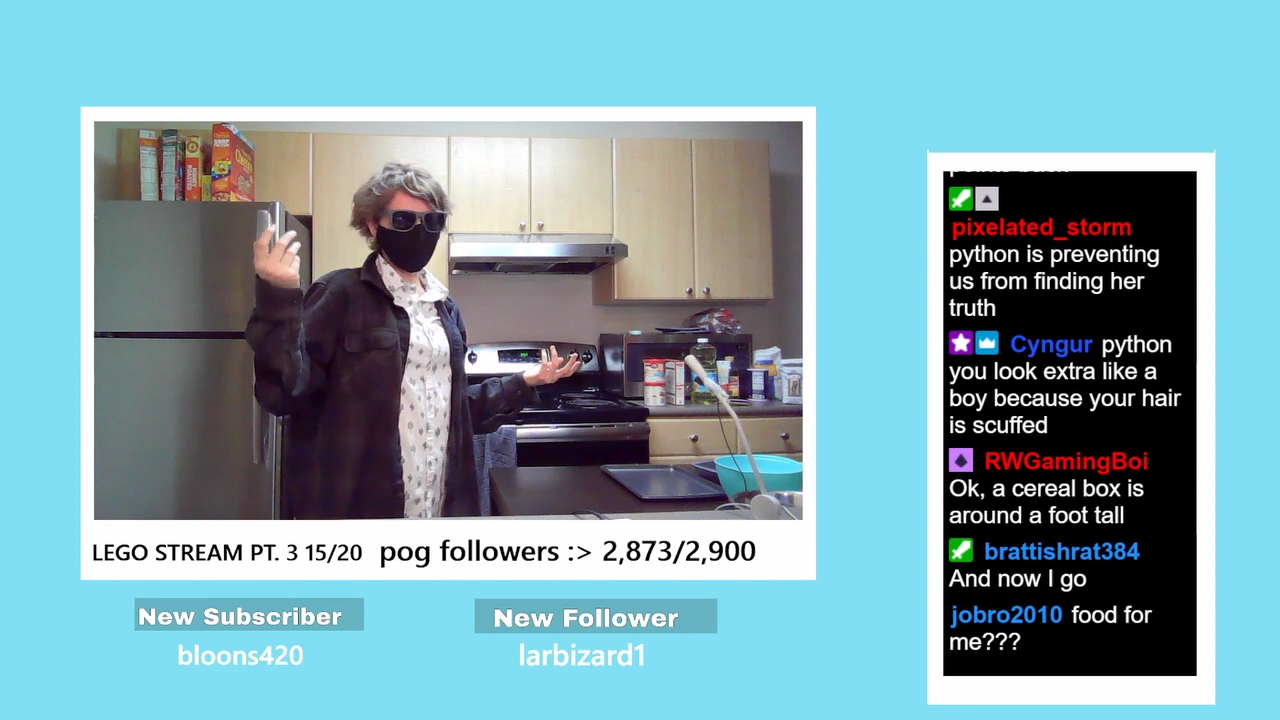 pixelated_storm
python is preventing
us from finding her
truth
Cyngur python
you look extra like a
boy because your hair
is scuffed
RWGamingBoi
Ok, a cereal box is
around a foot tall
brattishrat384
And now I go
jobro2010 food for
me???
LEGO STREAM PT. 3 15/20 pog followers :> 2,873/2,900
New Subscriber New Follower
bloons420 larbizard1